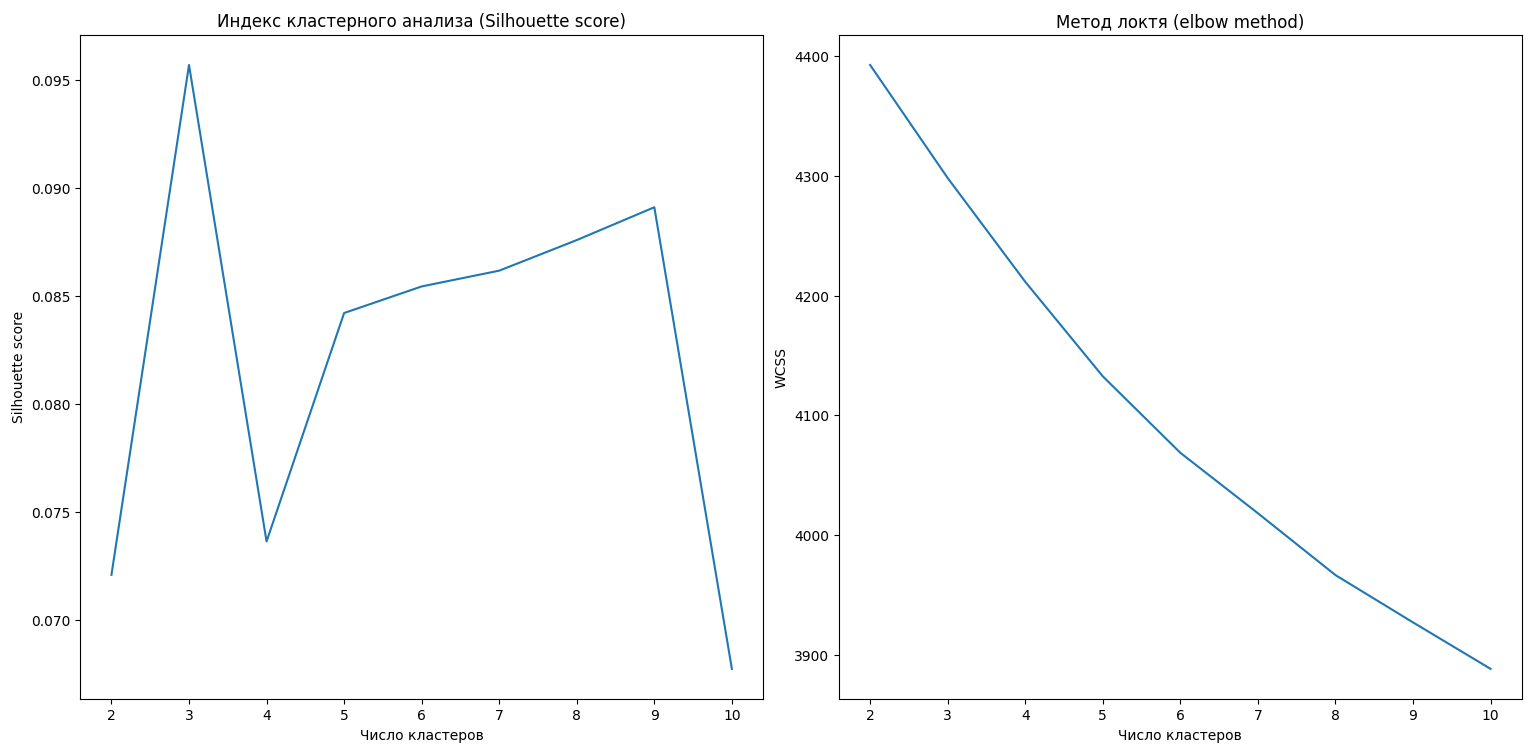 Индекс кластерного анализа (Silhouette score)
Silhouette score
0.095
0.090
0.085
0.080
0.075
0.070
2 3 4 5 6 7 8 9 10
Число кластеров
Метод локтя (elbow method)
WCSS
4400
4300
4200
4100
4000
3900
2 3 4 5 6 7 8 9 10
Число кластеров